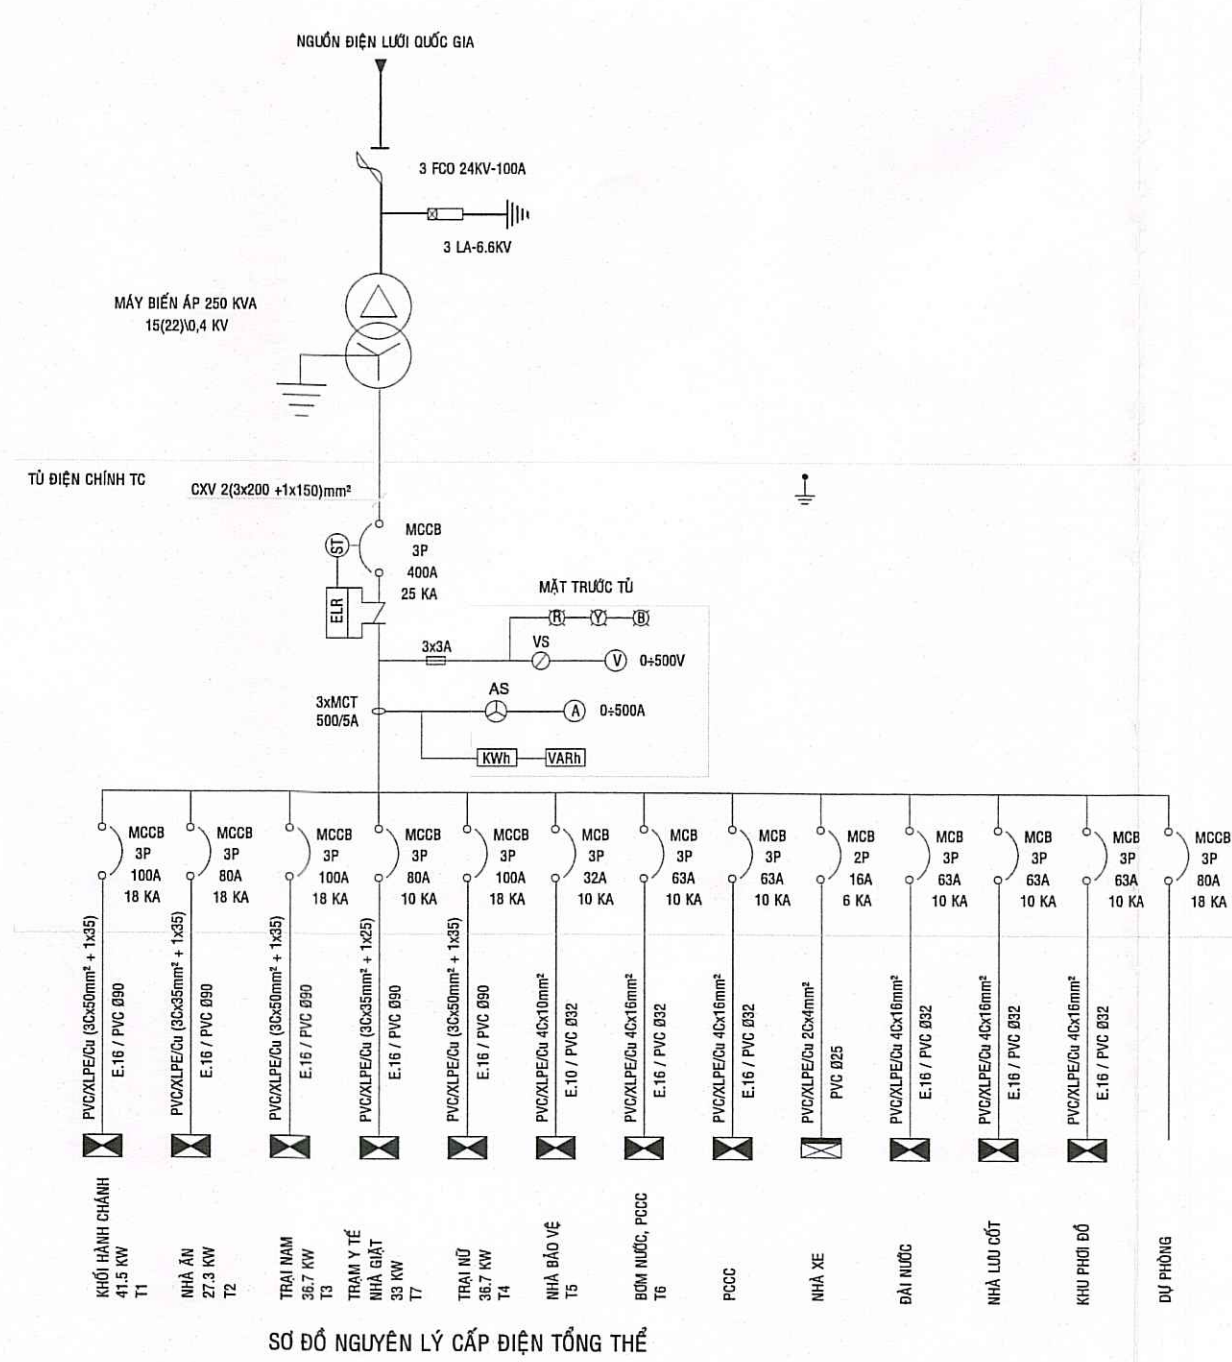 NGUỒN ĐIỆN LƯỚI QUỐC GIA
3 FCO 24KV-100A
3 LA-6.6KV
MÁY BIẾN ÁP 250 KVA
15(22)\0,4 KV
TỦ ĐIỆN CHÍNH TC
CXV 2(3x200 +1x150)mm²
ST
MCCB
3P
400A
25 KA
ELR
MẶT TRƯỚC TỦ
R Y B
3x3A
VS
V
0÷500V
3xMCT
500/5A
AS
A
0÷500A
KWh
VARh
MCCB
3P
100A
18 KA
MCCB
3P
80A
18 KA
MCCB
3P
100A
18 KA
MCCB
3P
80A
10 KA
MCCB
3P
100A
18 KA
MCB
3P
32A
10 KA
MCB
3P
63A
10 KA
MCB
3P
63A
10 KA
MCB
2P
16A
6 KA
MCB
3P
63A
10 KA
MCB
3P
63A
10 KA
MCB
3P
63A
10 KA
MCCB
3P
80A
18 KA
PVC/XLPE/Cu (3Cx50mm² + 1x35)
E.16 / PVC Ø90
PVC/XLPE/Cu (3Cx35mm² + 1x35)
E.16 / PVC Ø90
PVC/XLPE/Cu (3Cx50mm² + 1x35)
E.16 / PVC Ø90
PVC/XLPE/Cu (3Cx35mm² + 1x25)
E.16 / PVC Ø90
PVC/XLPE/Cu (3Cx50mm² + 1x35)
E.16 / PVC Ø90
PVC/XLPE/Cu 4Cx10mm²
E.10 / PVC Ø32
PVC/XLPE/Cu 4Cx16mm²
E.16 / PVC Ø32
PVC/XLPE/Cu 4Cx16mm²
E.16 / PVC Ø32
PVC/XLPE/Cu 2Cx4mm²
PVC Ø25
PVC/XLPE/Cu 4Cx16mm²
E.16 / PVC Ø32
PVC/XLPE/Cu 4Cx16mm²
E.16 / PVC Ø32
PVC/XLPE/Cu 4Cx16mm²
E.16 / PVC Ø32
KHỐI HÀNH CHÁNH
41.5 KW
T1
NHÀ ĂN
27.3 KW
T2
TRẠI NAM
36.7 KW
T3
TRẠM Y TẾ
NHÀ GIẶT
33 KW
T7
TRẠI NỮ
36.7 KW
T4
NHÀ BẢO VỆ
T5
BƠM NƯỚC, PCCC
T6
PCCC
NHÀ XE
ĐÀI NƯỚC
NHÀ LƯU CỐT
KHU PHƠI ĐỒ
DỰ PHÒNG
SƠ ĐỒ NGUYÊN LÝ CẤP ĐIỆN TỔNG THỂ